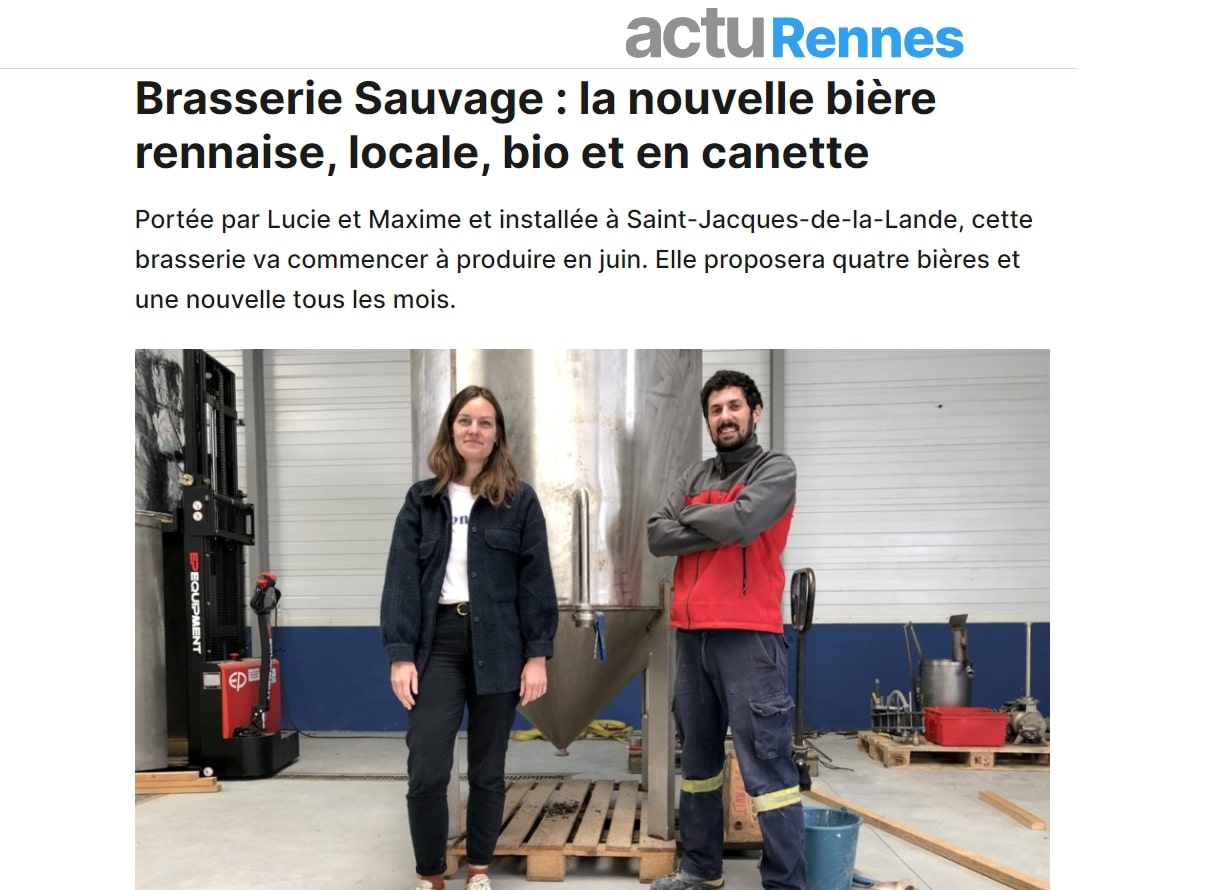 actu Rennes
Brasserie Sauvage : la nouvelle bière
rennaise, locale, bio et en canette
Portée par Lucie et Maxime et installée à Saint-Jacques-de-la-Lande, cette
brasserie va commencer à produire en juin. Elle proposera quatre bières et
une nouvelle tous les mois.
EP EQUIPMENT
EP